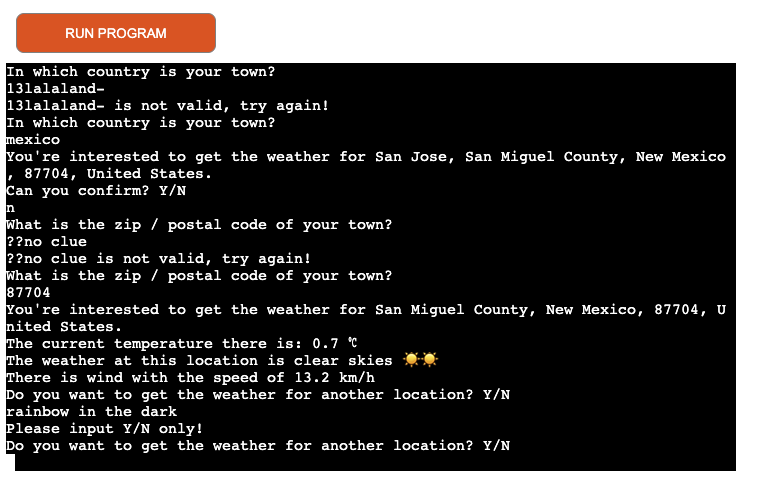 RUN PROGRAM
In which country is your town?
13lalaland-
13lalaland- is not valid, try again!
In which country is your town?
mexico
You're interested to get the weather for San Jose, San Miguel County, New Mexico
, 87704, United States.
Can you confirm? Y/N
n
What is the zip / postal code of your town?
??no clue
??no clue is not valid, try again!
What is the zip / postal code of your town?
87704
You're interested to get the weather for San Miguel County, New Mexico, 87704, U
nited States.
The current temperature there is: 0.7 ℃
The weather at this location is clear skies ☀️☀️
There is wind with the speed of 13.2 km/h
Do you want to get the weather for another location? Y/N
rainbow in the dark
Please input Y/N only!
Do you want to get the weather for another location? Y/N